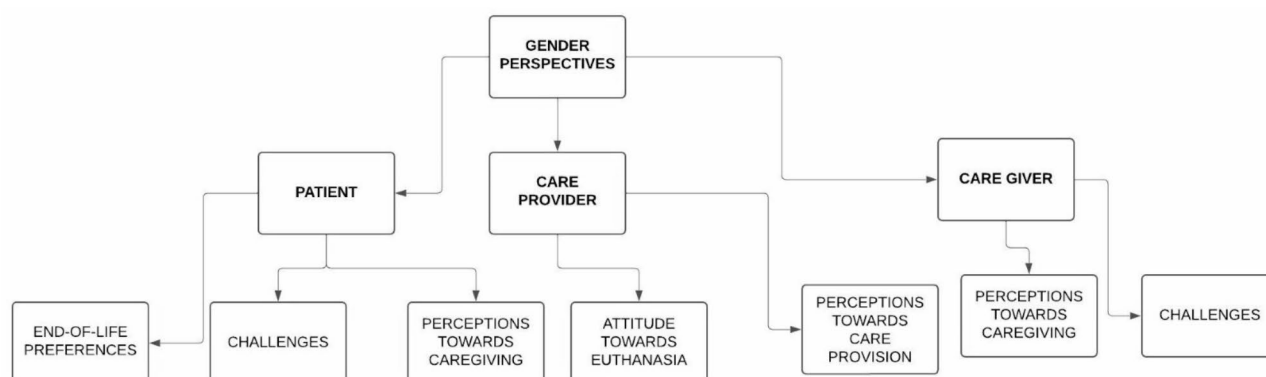 GENDER
PERSPECTIVES
PATIENT
CARE
PROVIDER
CARE GIVER
END-OF-LIFE
PREFERENCES
CHALLENGES
PERCEPTIONS
TOWARDS
CAREGIVING
ATTITUDE
TOWARDS
EUTHANASIA
PERCEPTIONS
TOWARDS
CARE
PROVISION
PERCEPTIONS
TOWARDS
CAREGIVING
CHALLENGES